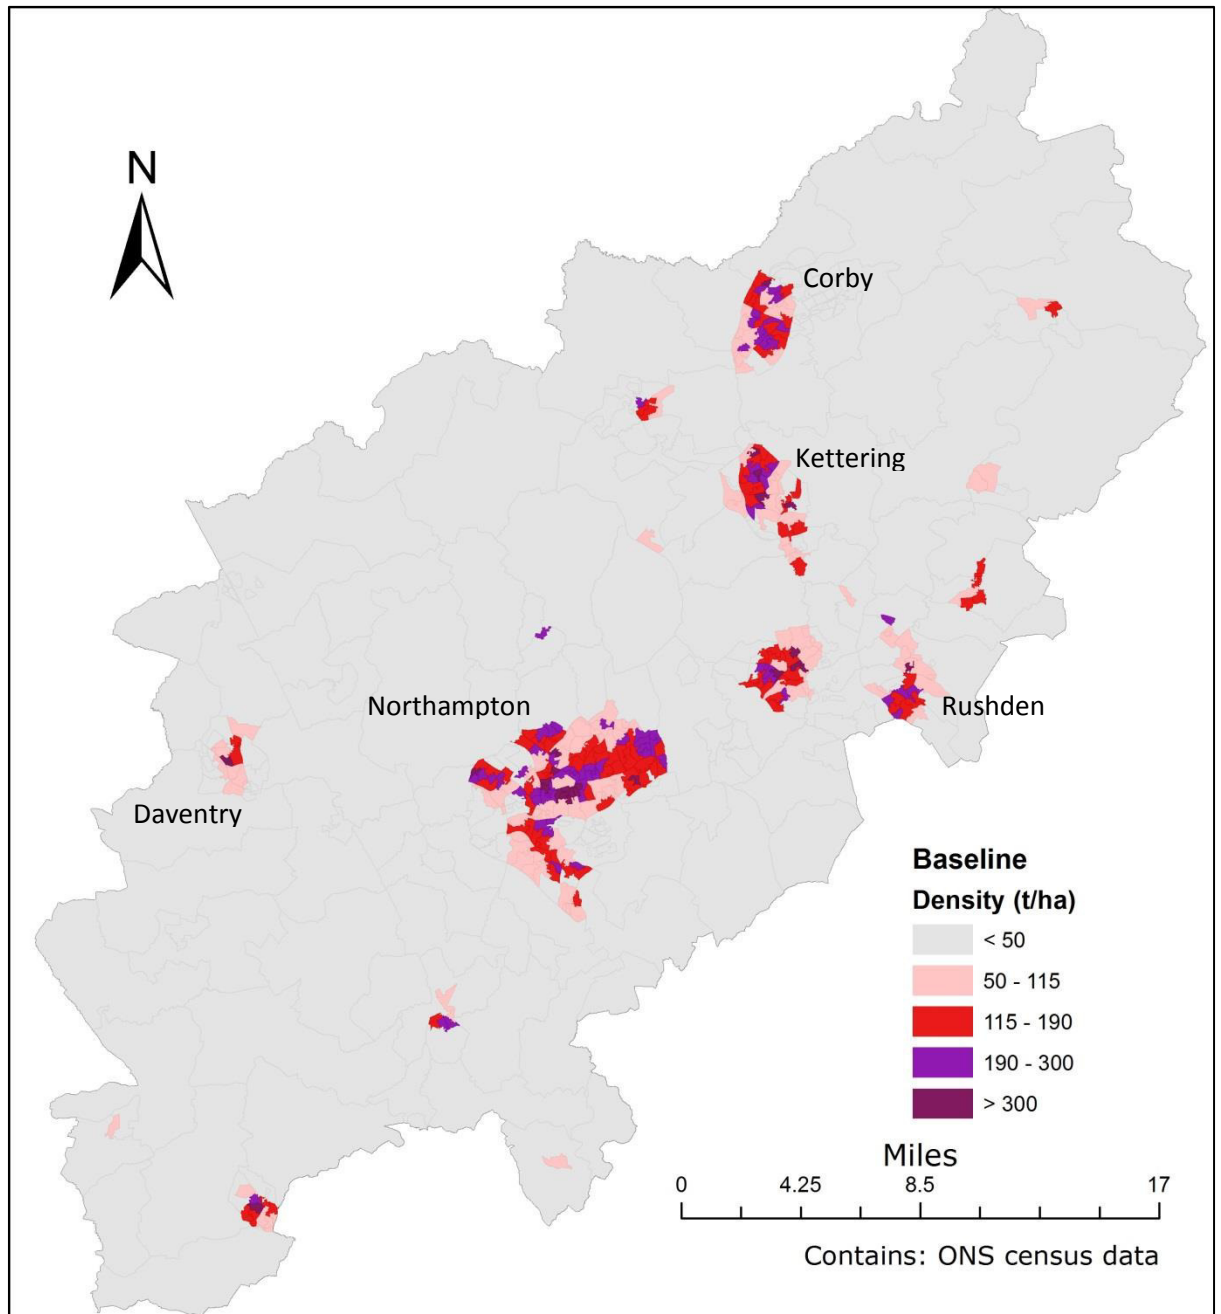 N
Corby
Kettering
Northampton
Rushden
Daventry
Baseline
Density (t/ha)
< 50
50 - 115
115 - 190
190 - 300
> 300
Miles
0 4.25 8.5 17
Contains: ONS census data